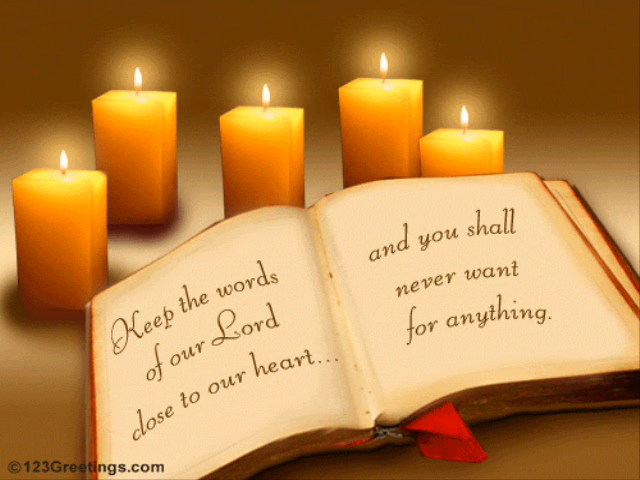 Keep the words
of our Lord
close to our heart...
and you shall
never want
for anything.
©123Greetings.com